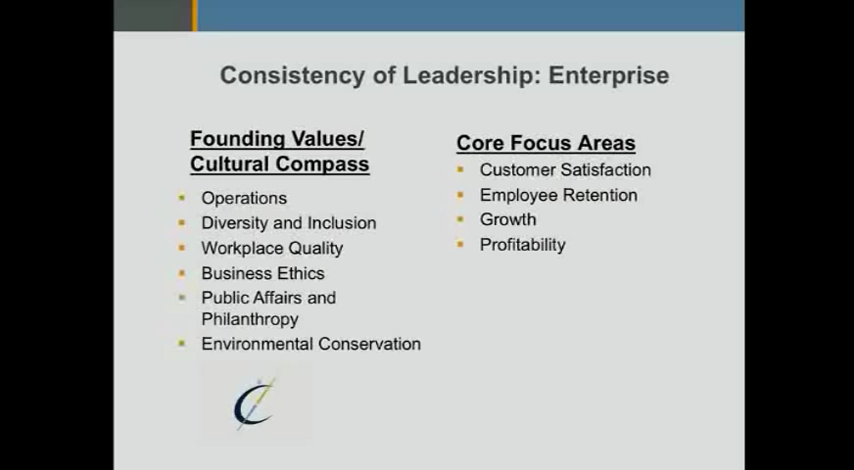 Consistency of Leadership: Enterprise
Founding Values/
Cultural Compass
Operations
Diversity and Inclusion
Workplace Quality
Business Ethics
Public Affairs and
Philanthropy
Environmental Conservation
Core Focus Areas
Customer Satisfaction
Employee Retention
Growth
Profitability